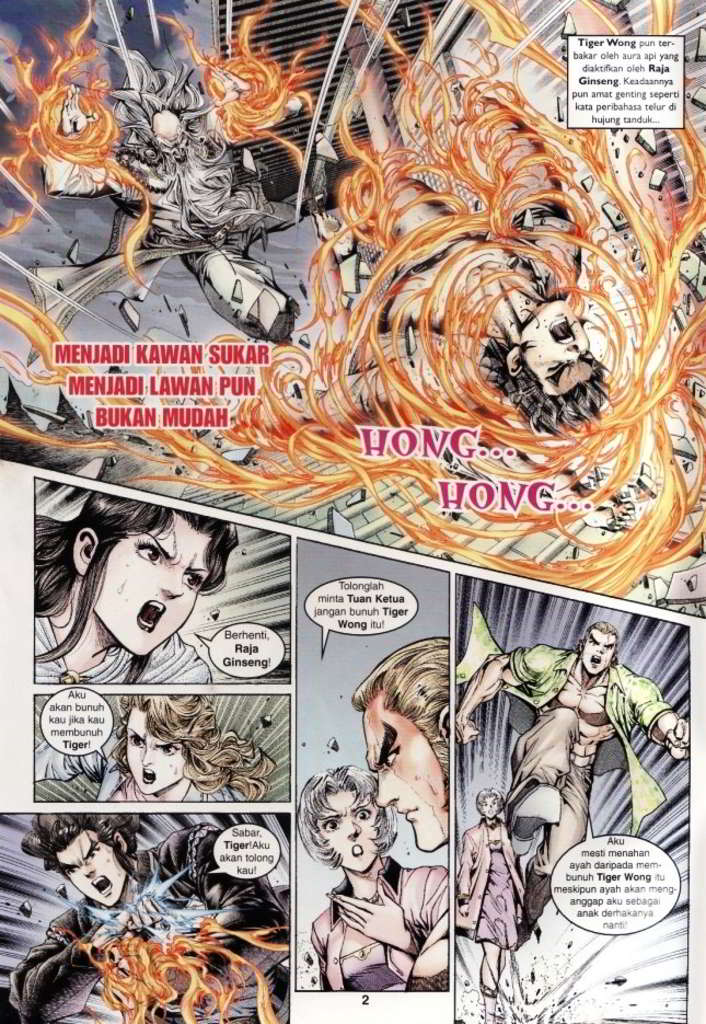 Tiger Wong pun ter-
bakar oleh aura api yang
diaktifkan oleh Raja
Ginseng. Keadaannya
pun amat genting seperti
kata peribahasa telur di
hujung tanduk...
MENJADI KAWAN SUKAR
MENJADI LAWAN PUN
BUKAN MUDAH
HONG...
HONG...
Berhenti,
Raja
Ginseng!
Aku
akan bunuh
kau jika kau
membunuh
Tiger!
Sabar,
Tiger!Aku
akan tolong
kau!
Tolonglah
minta Tuan Ketua
jangan bunuh Tiger
Wong itu!
Aku
mesti menahan
ayah daripada mem-
bunuh Tiger Wong itu
meskipun ayah akan meng-
anggap aku sebagai
anak derhakanya
nanti!
2